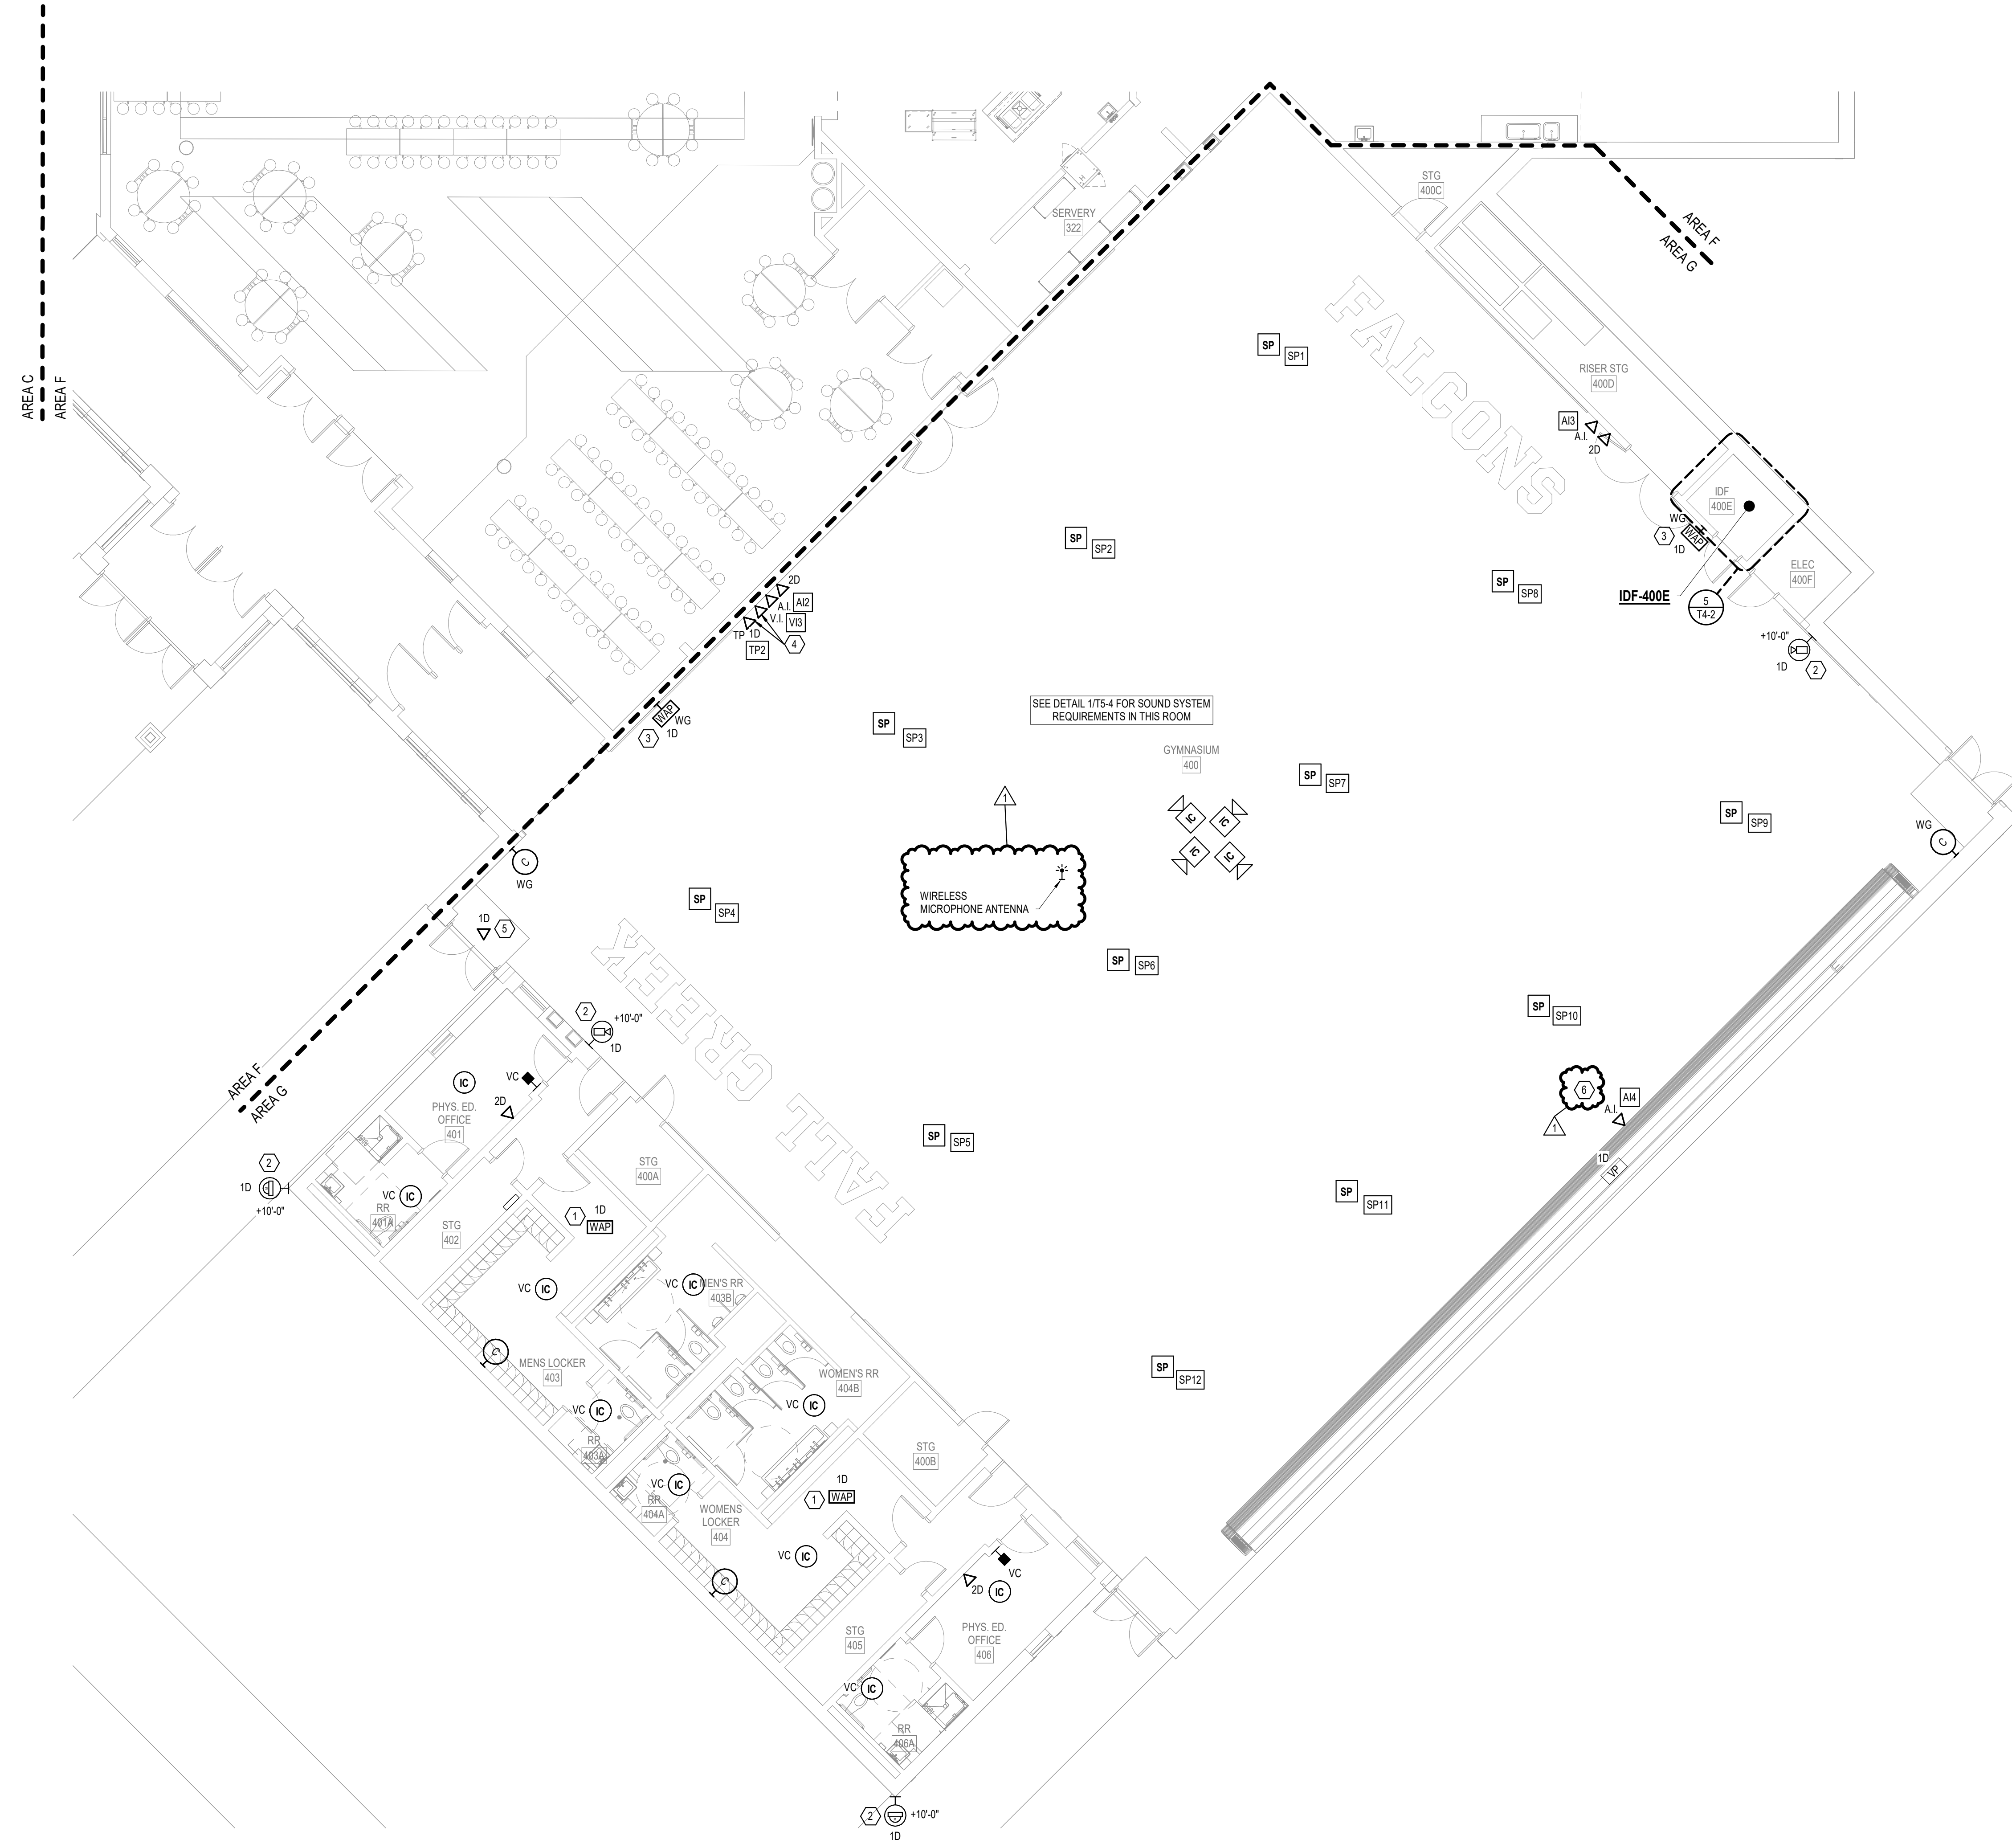 AREA C
AREA F
SERVERY
322
STG
400C
AREA F
AREA G
FALCONS
SP
SP1
RISER STG
400D
AI3
A.I.
2D
IDF
400E
WG
WAP
3
1D
ELEC
400F
IDF-400E
5
T4-2
+10'-0"
1D
2
SP
SP2
SP
SP8
2D
A.I.
AI2
V.I.
VI3
TP
1D
TP2
4
WAP
WG
3
1D
SP
SP3
SEE DETAIL 1/T5-4 FOR SOUND SYSTEM
REQUIREMENTS IN THIS ROOM
GYMNASIUM
400
SP
SP7
1
IC
IC
IC
IC
SP
SP9
WG
C
C
WG
WIRELESS
MICROPHONE ANTENNA
SP
SP4
1D
5
SP
SP6
FALL CREEK
SP
SP10
2
+10'-0"
1D
AREA F
AREA G
IC
VC
2D
PHYS. ED.
OFFICE
401
6
AI4
A.I.
1
SP
SP5
1D
VP
STG
400A
2
1D
+10'-0"
VC
IC
RR
401A
STG
402
1
1D
WAP
SP
SP11
VC
IC
VC
IC
MEN'S RR
403B
C
MENS LOCKER
403
SP
SP12
WOMEN'S RR
404B
VC
IC
VC
IC
RR
403A
STG
400B
VC
IC
RR
404A
1D
1
WAP
WOMENS
LOCKER
404
VC
IC
C
VC
2D
IC
STG
405
PHYS. ED.
OFFICE
406
VC
IC
RR
406A
2
+10'-0"
1D